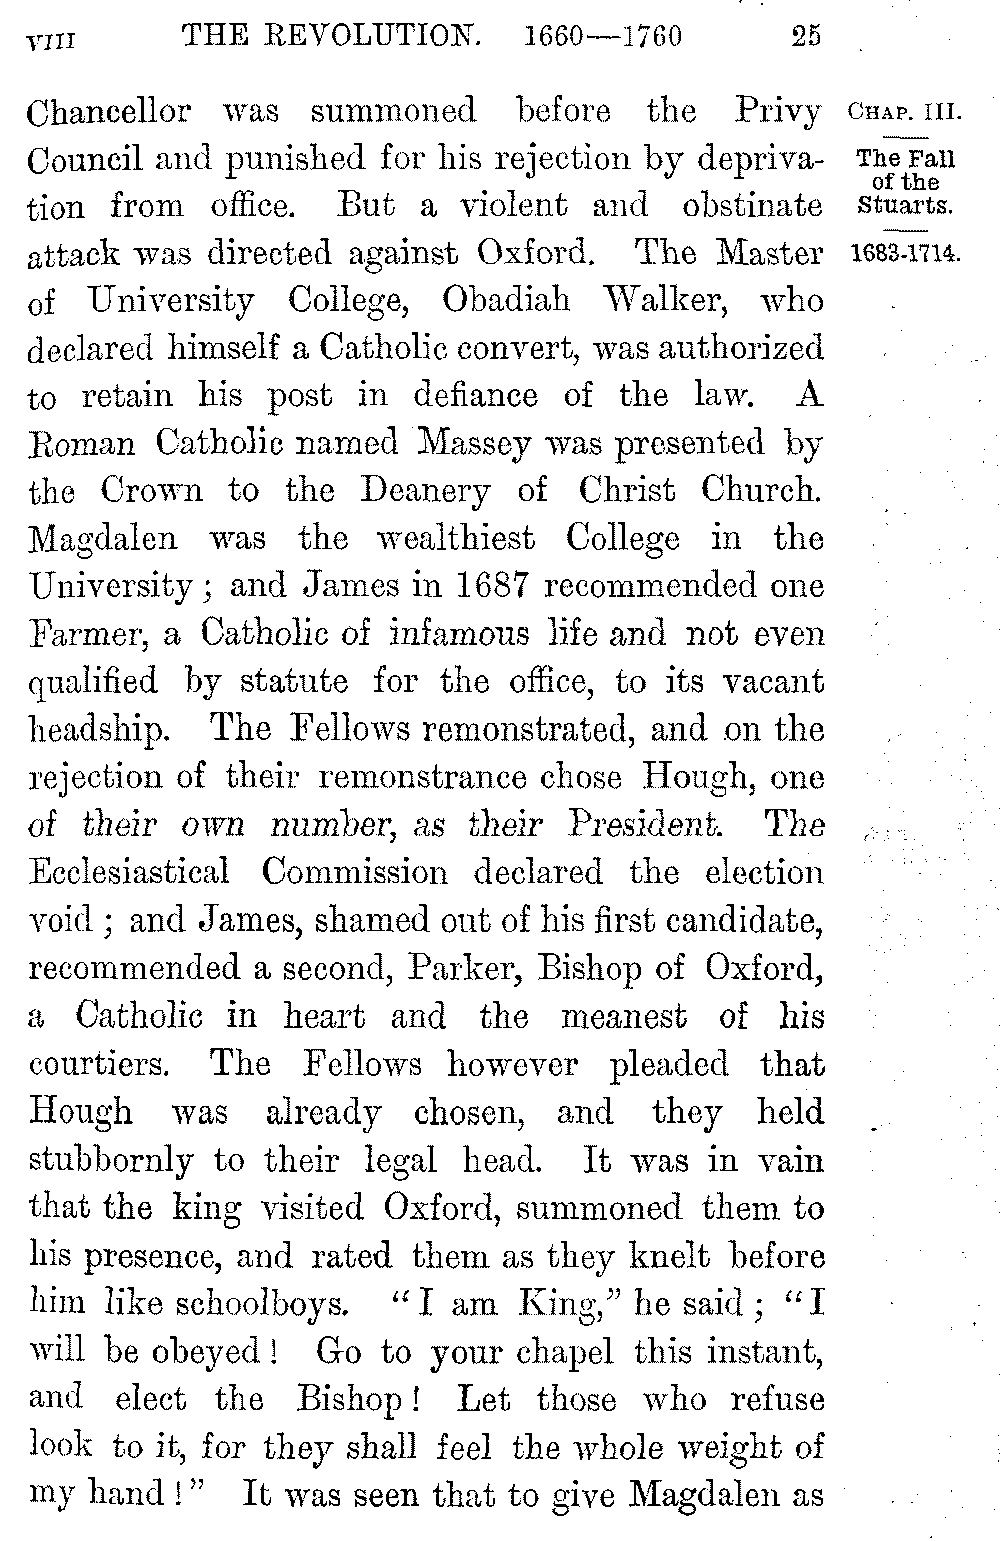 VIII THE REVOLUTION. 1660—1760 25
Chancellor was summoned before the Privy
Council and punished for his rejection by depriva-
tion from office. But a violent and obstinate
attack was directed against Oxford. The Master
of University College, Obadiah Walker, who
declared himself a Catholic convert, was authorized
to retain his post in defiance of the law. A
Roman Catholic named Massey was presented by
the Crown to the Deanery of Christ Church.
Magdalen was the wealthiest College in the
University; and James in 1687 recommended one
Farmer, a Catholic of infamous life and not even
qualified by statute for the office, to its vacant
headship. The Fellows remonstrated, and on the
rejection of their remonstrance chose Hough, one
of their own number, as their President. The
Ecclesiastical Commission declared the election
void; and James, shamed out of his first candidate,
recommended a second, Parker, Bishop of Oxford,
a Catholic in heart and the meanest of his
courtiers. The Fellows however pleaded that
Hough was already chosen, and they held
stubbornly to their legal head. It was in vain
that the king visited Oxford, summoned them to
his presence, and rated them as they knelt before
him like schoolboys. "I am King," he said; "I
will be obeyed! Go to your chapel this instant,
and elect the Bishop! Let those who refuse
look to it, for they shall feel the whole weight of
my hand!" It was seen that to give Magdalen as
CHAP. III.
The Fall
of the
Stuarts.
1683-1714.